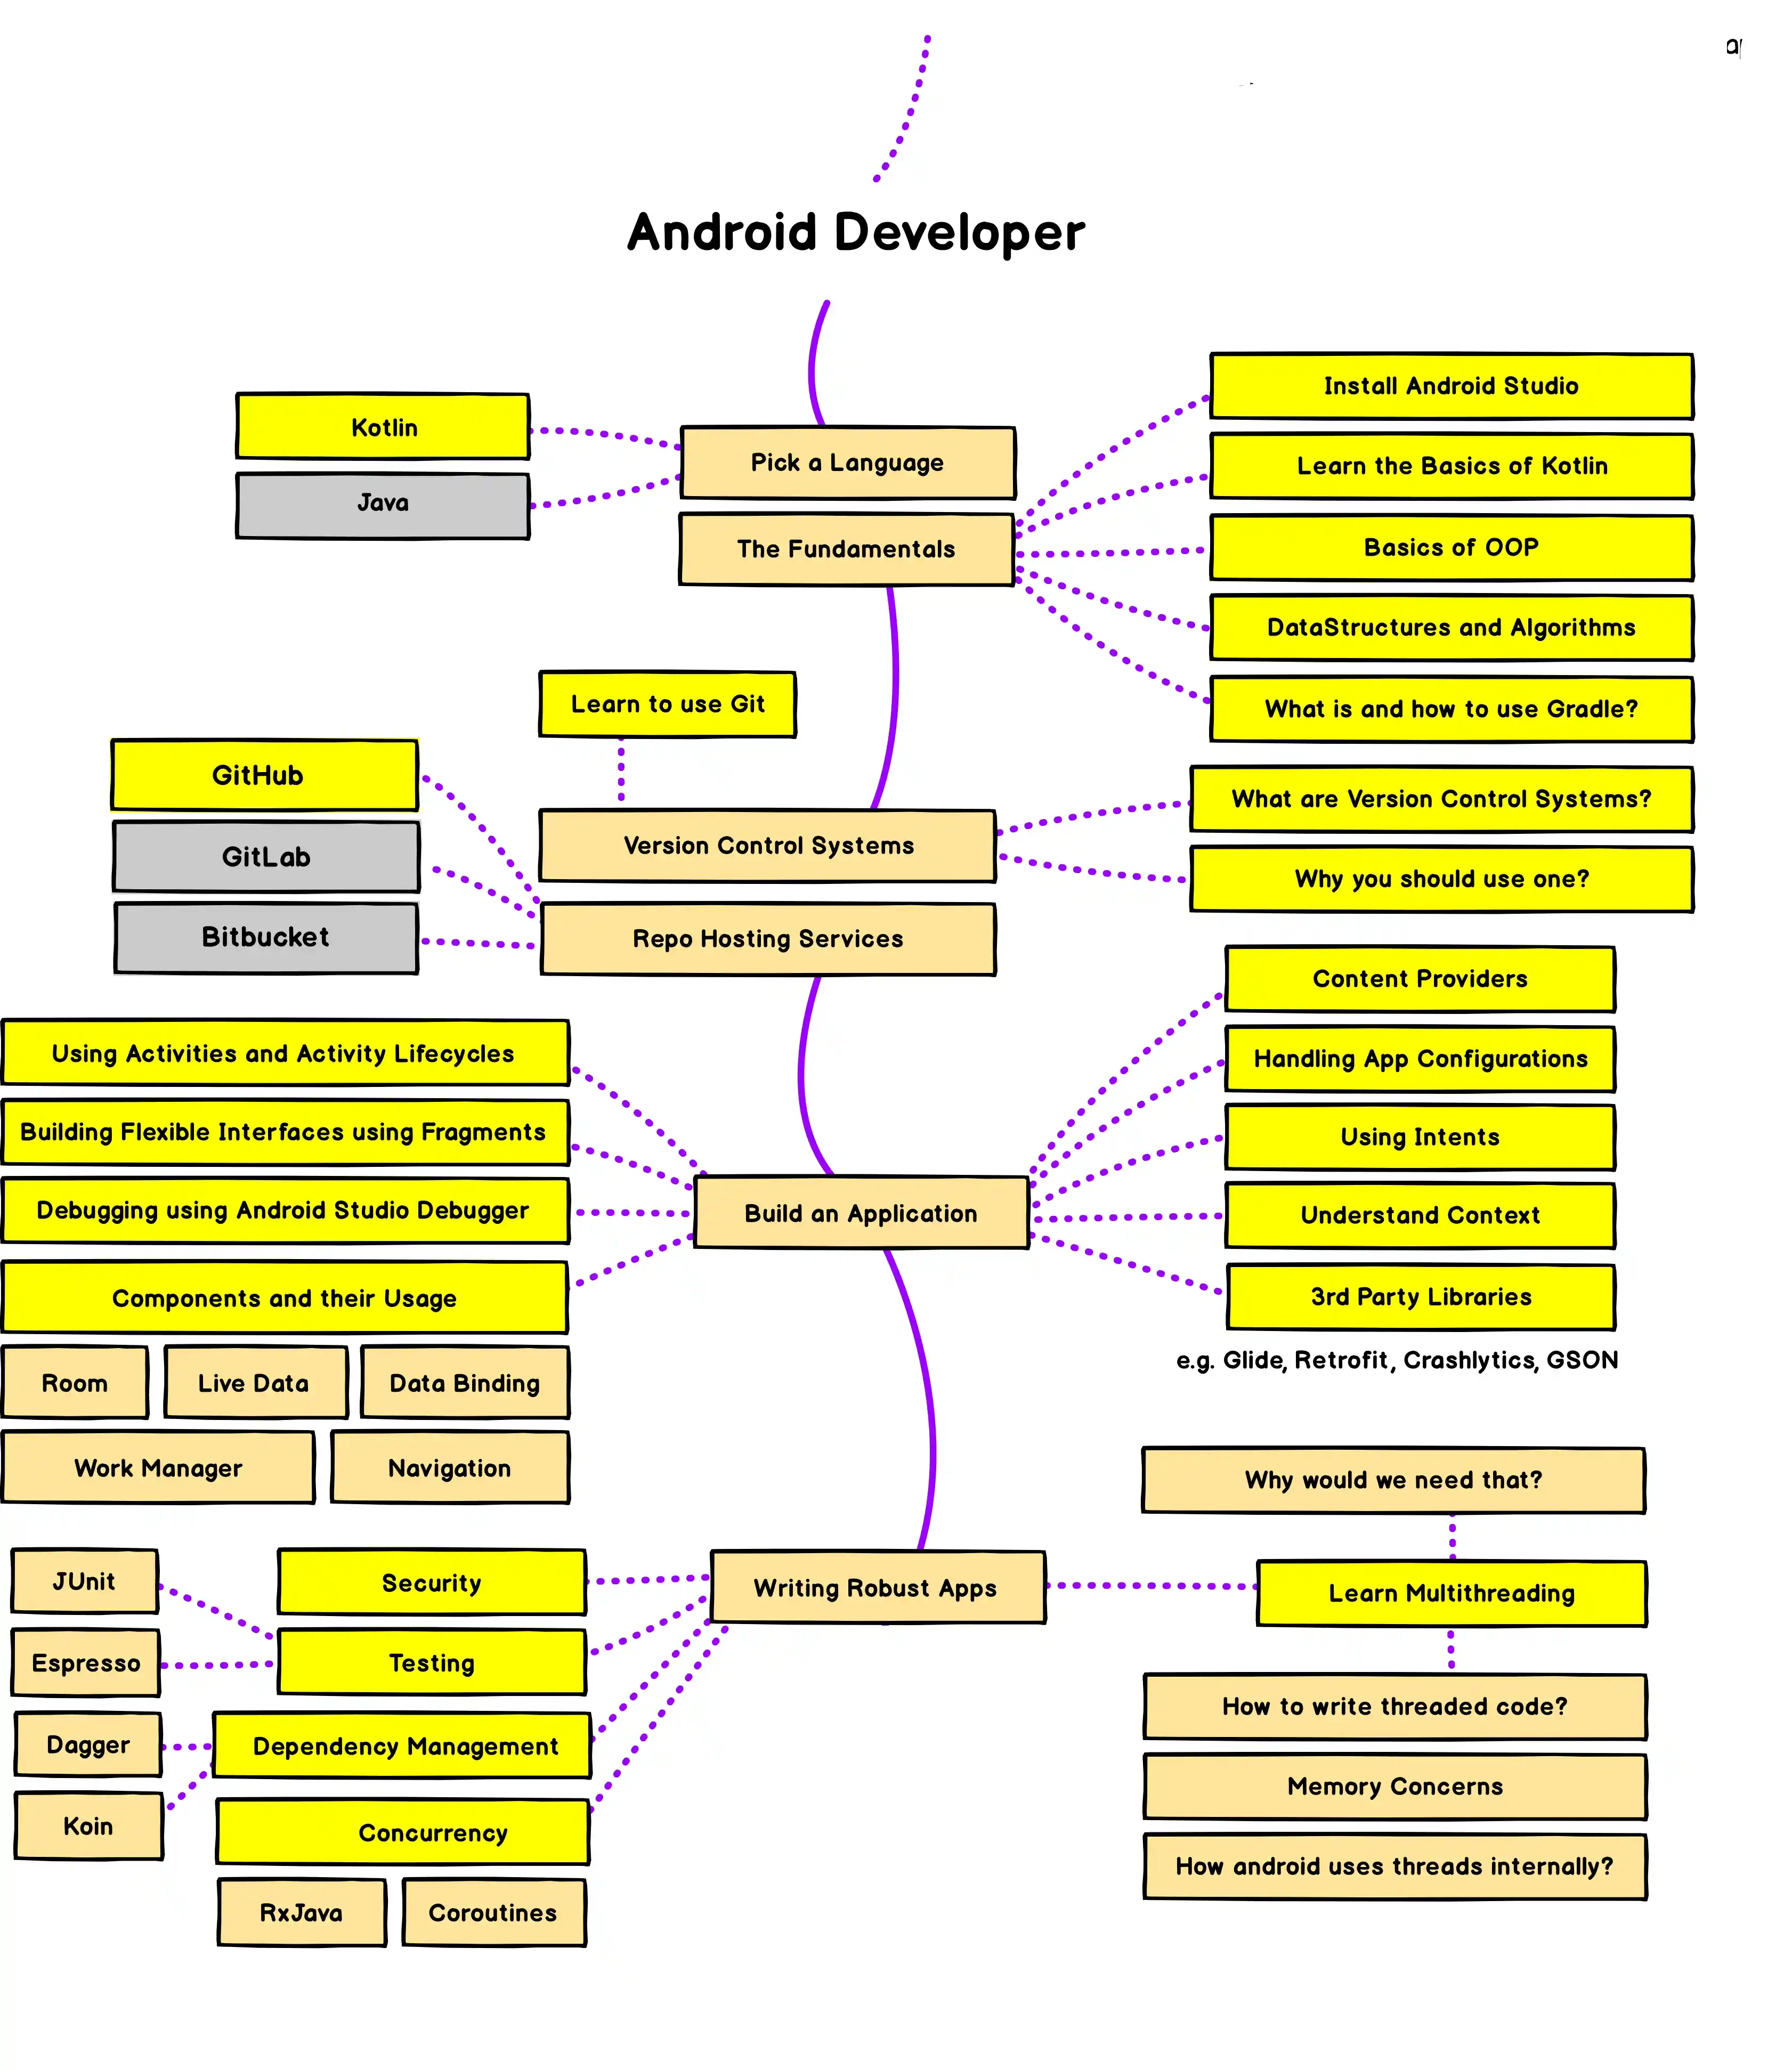 Android Developer
Kotlin
Java
Pick a Language
The Fundamentals
Install Android Studio
Learn the Basics of Kotlin
Basics of OOP
DataStructures and Algorithms
What is and how to use Gradle?
Learn to use Git
GitHub
GitLab
Bitbucket
Version Control Systems
Repo Hosting Services
What are Version Control Systems?
Why you should use one?
Using Activities and Activity Lifecycles
Building Flexible Interfaces using Fragments
Debugging using Android Studio Debugger
Components and their Usage
Room
Live Data
Data Binding
Work Manager
Navigation
Build an Application
Content Providers
Handling App Configurations
Using Intents
Understand Context
3rd Party Libraries
e.g. Glide, Retrofit, Crashlytics, GSON
Writing Robust Apps
Security
Testing
JUnit
Espresso
Dependency Management
Dagger
Koin
Concurrency
RxJava
Coroutines
Why would we need that?
Learn Multithreading
How to write threaded code?
Memory Concerns
How android uses threads internally?